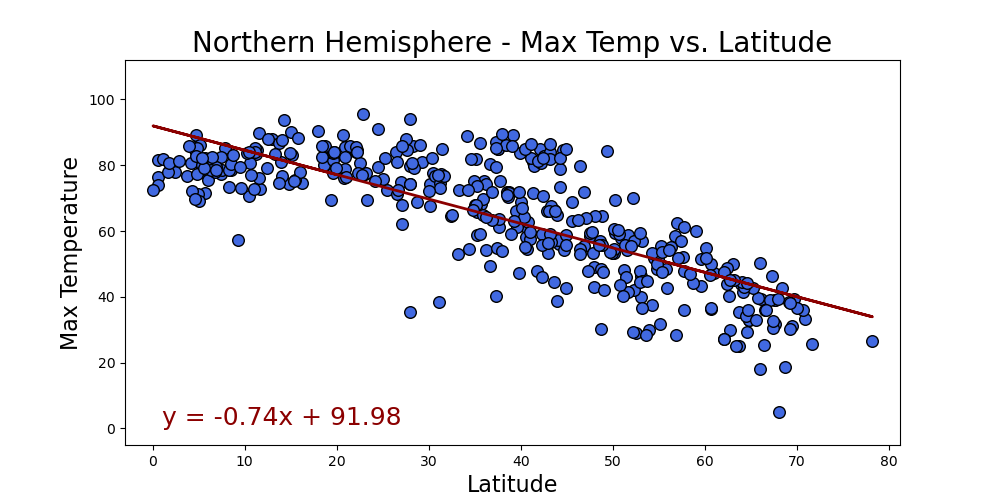 Northern Hemisphere - Max Temp vs. Latitude
Max Temperature
100
80
60
40
20
0
y = -0.74x + 91.98
0 10 20 30 40 50 60 70 80
Latitude